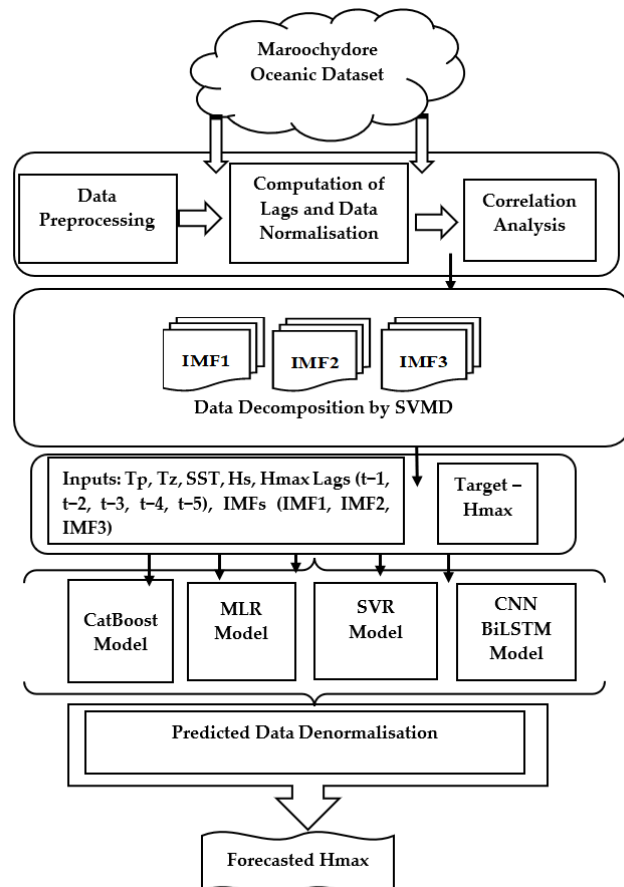 Maroochydore
Oceanic Dataset
Data
Preprocessing
Computation of
Lags and Data
Normalisation
Correlation
Analysis
IMF1
IMF2
IMF3
Data Decomposition by SVMD
Inputs: Tp, Tz, SST, Hs, Hmax Lags (t−1,
t−2, t−3, t−4, t−5), IMFs (IMF1, IMF2,
IMF3)
Target –
Hmax
CatBoost
Model
MLR
Model
SVR
Model
CNN
BiLSTM
Model
Predicted Data Denormalisation
Forecasted Hmax